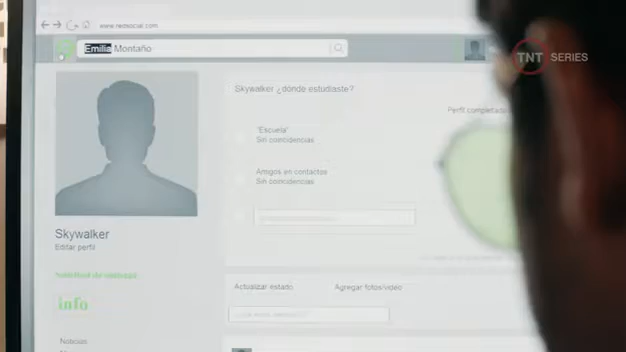 www.redsocial.com
Emilia Montaño
TNT SERIES
Skywalker ¿dónde estudiaste?
Perfil completado
"Escuela"
Sin coincidencias
Amigos en contactos
Sin coincidencias
Skywalker
Editar perfil
info
Actualizar estado
Agregar fotos/video
Noticias